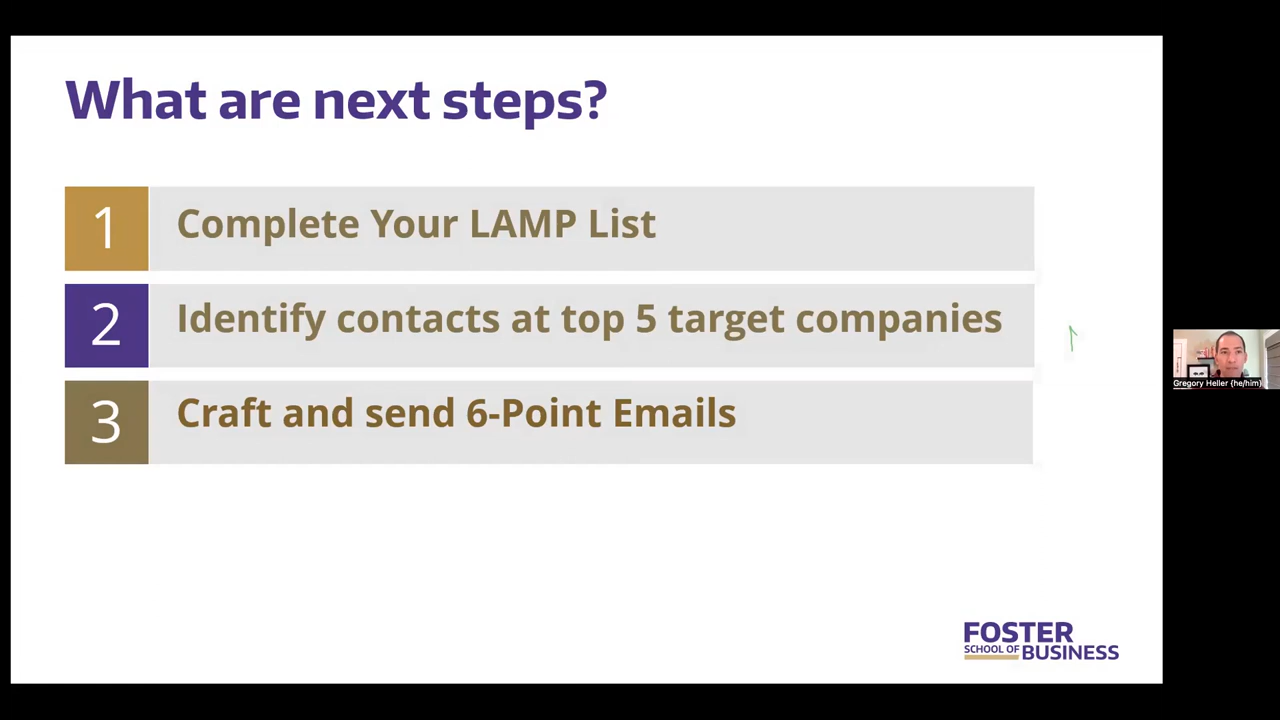 What are next steps?
1 Complete Your LAMP List
2 Identify contacts at top 5 target companies
3 Craft and send 6-Point Emails
Gregory Heller (he/him)
FOSTER
SCHOOL OF BUSINESS